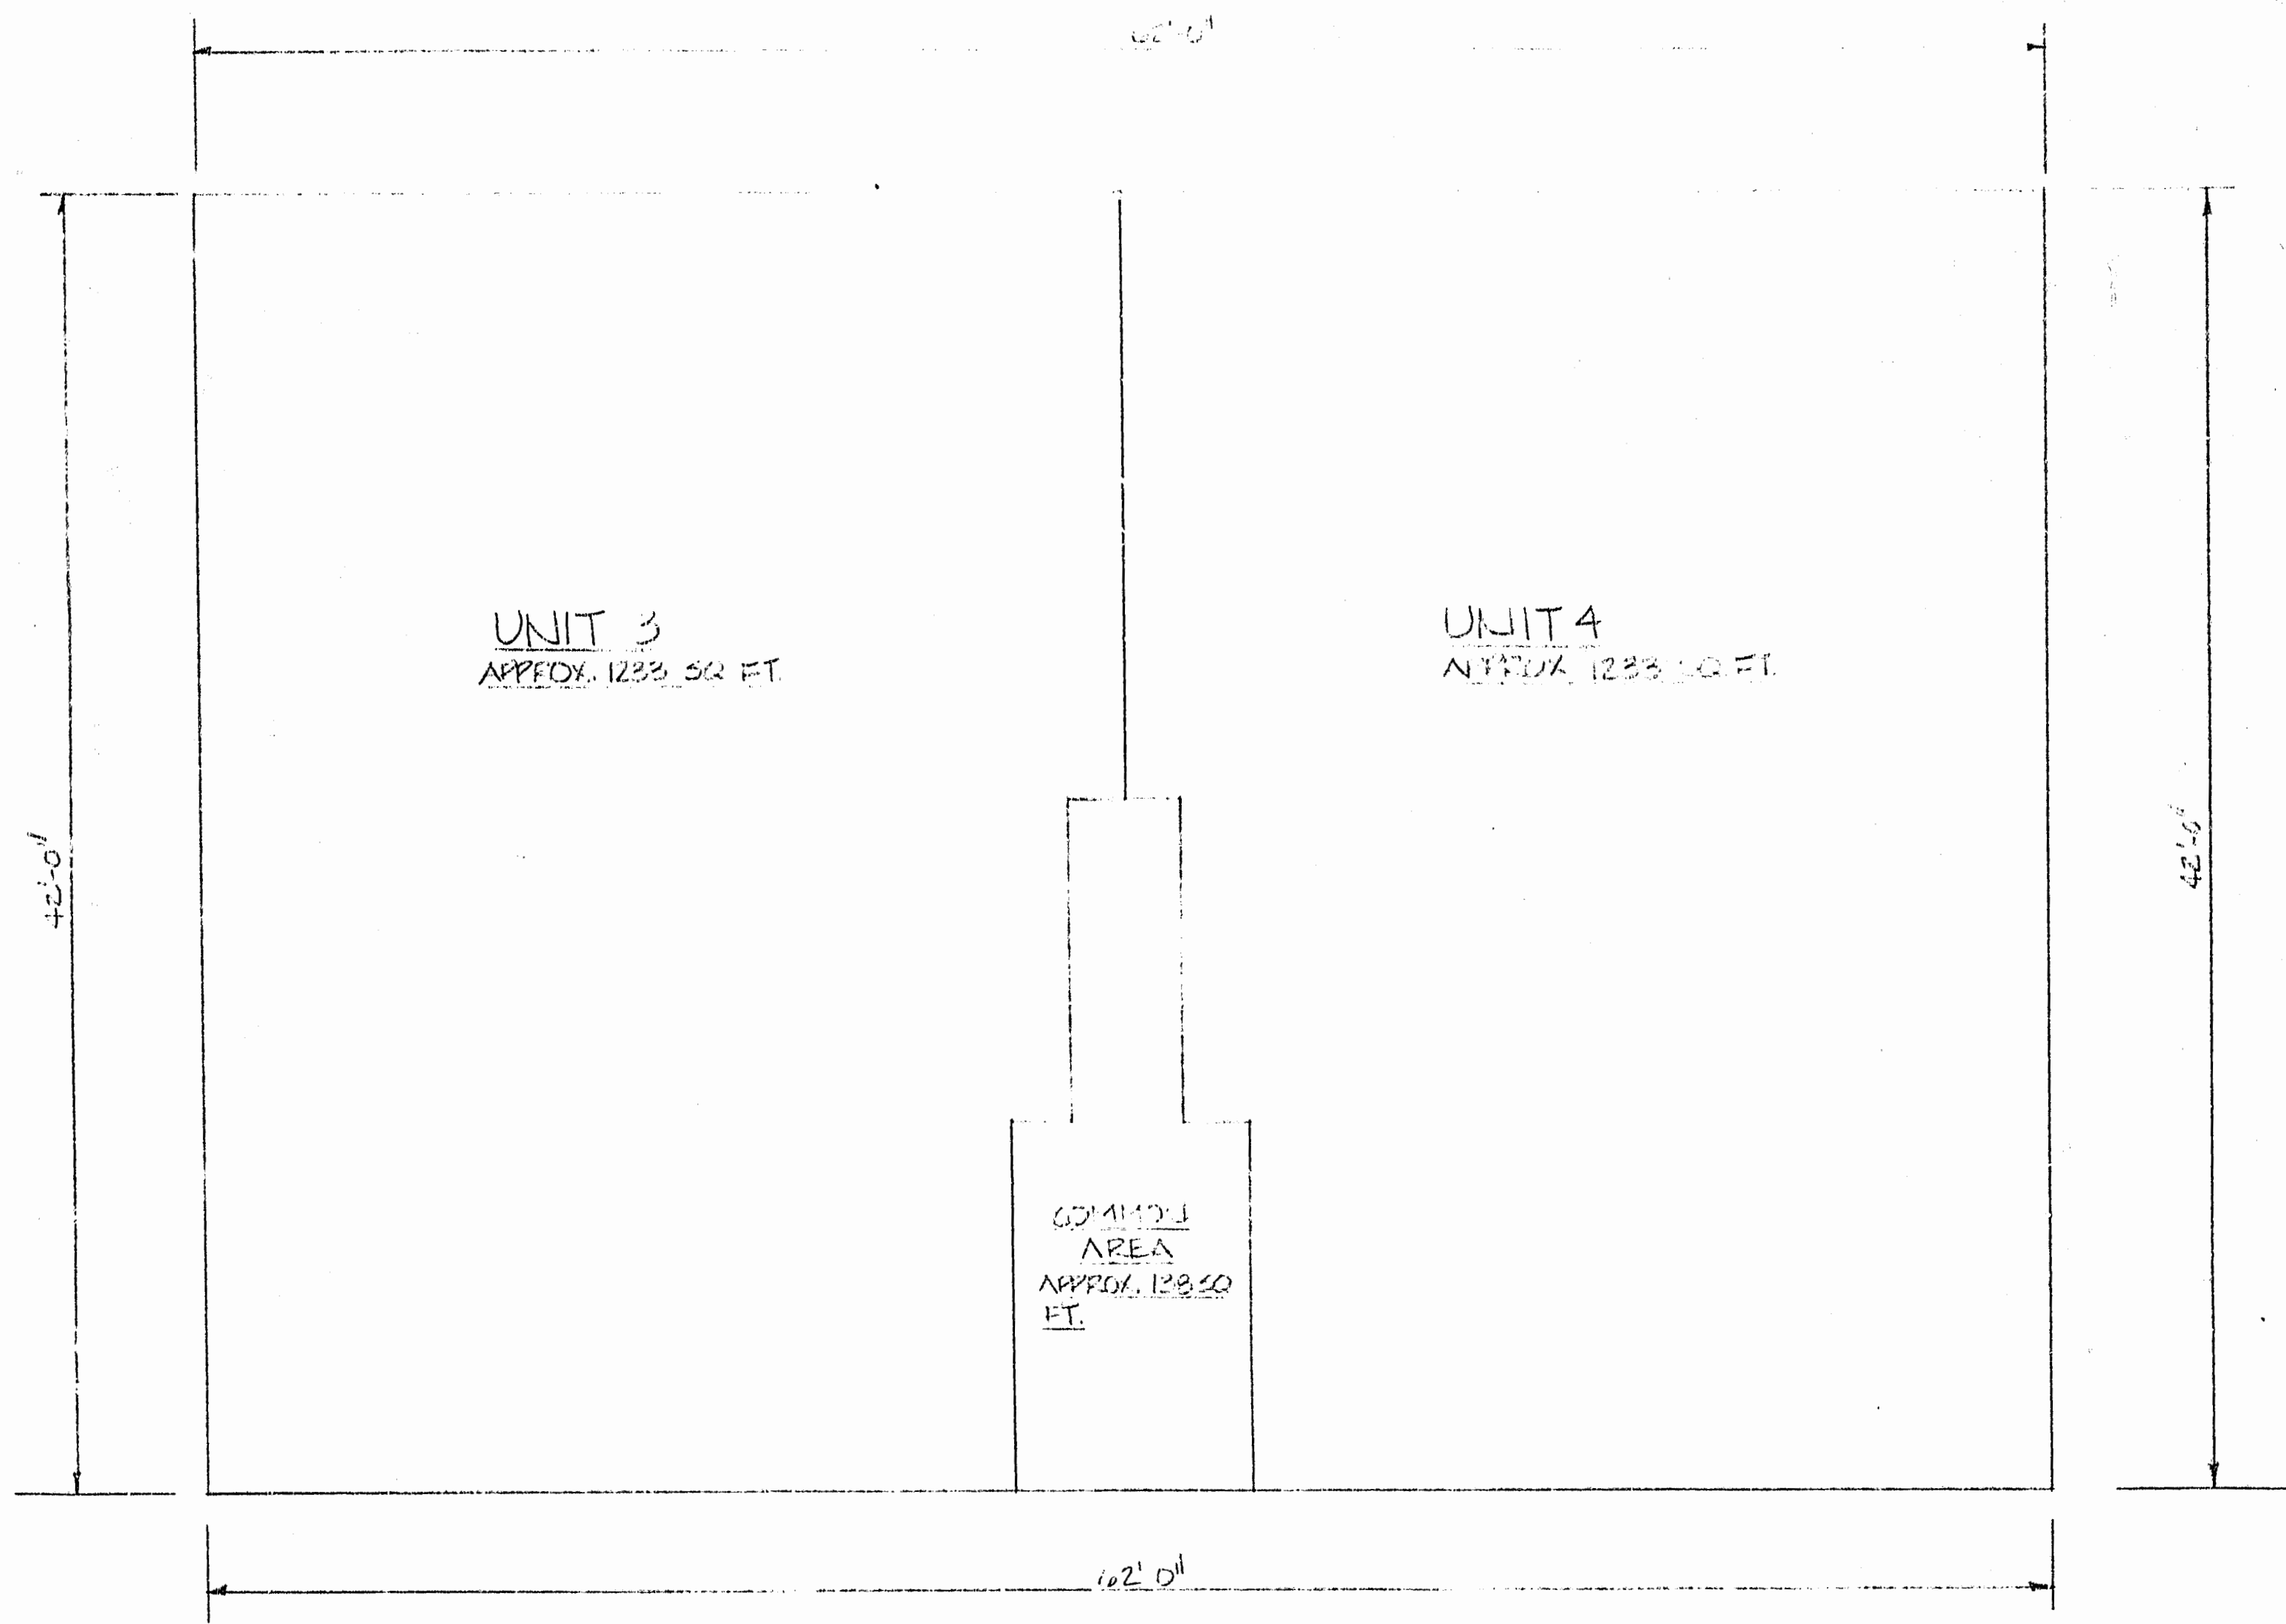 62'-0"
UNIT 3
APPROX. 1233 SQ FT.
UNIT 4
APPROX. 1233 SQ. FT.
42'-0"
42'-0"
COMMON
AREA
APPROX. 138 SQ
FT.
62' 0"